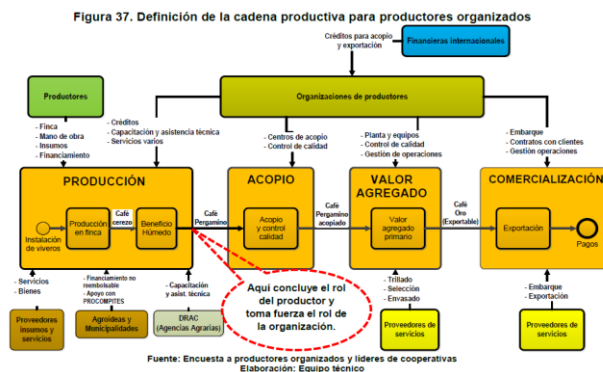 Figura 37. Definición de la cadena productiva para productores organizados
Créditos para acopio
y exportación
Financieras internacionales
Productores
Organizaciones de productores
- Finca
- Mano de obra
- Insumos
- Financiamiento
- Créditos
- Capacitación y asistencia técnica
- Servicios varios
- Centros de acopio
- Control de calidad
- Planta y equipos
- Control de calidad
- Gestión de operaciones
- Embarque
- Contratos con clientes
- Gestión operaciones
PRODUCCIÓN
ACOPIO
VALOR
AGREGADO
COMERCIALIZACIÓN
Instalación
de viveros
Producción
en finca
Café
cerezo
Beneficio
Húmedo
Café
Pergamino
Acopio
y control
calidad
Café
Pergamino
acopiado
Valor
agregado
primario
Café
Oro
(Exportable)
Exportación
Pagos
- Servicios
- Bienes
- Financiamiento no
reembolsable
- Apoyo con
PROCOMPITES
- Capacitación
y asist. técnica
Aquí concluye el rol
del productor y
toma fuerza el rol de
la organización.
- Trillado
- Selección
- Envasado
- Embarque
- Exportación
Proveedores
insumos y
servicios
Agroideas y
Municipalidades
DRAC
(Agencias Agrarias)
Proveedores de
servicios
Proveedores de
servicios
Fuente: Encuesta a productores organizados y líderes de cooperativas
Elaboración: Equipo técnico